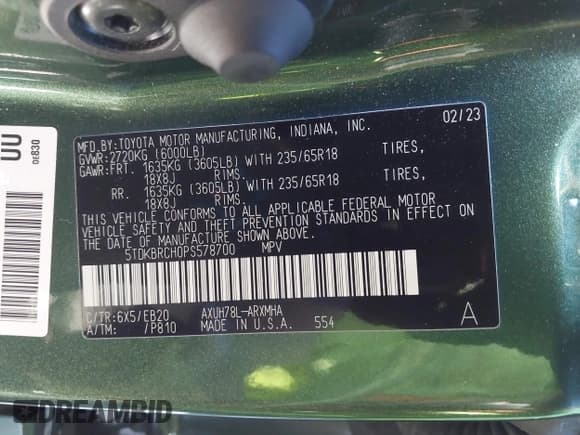 MFD.BY:TOYOTA MOTOR MANUFACTURING, INDIANA, INC. 02/23
GVWR:2720KG (6000LB)
GAWR:FRT. 1635KG (3605LB) WITH 235/65R18 TIRES,
18X8J RIMS.
RR. 1635KG (3605LB) WITH 235/65R18 TIRES,
18X8J RIMS.
THIS VEHICLE CONFORMS TO ALL APPLICABLE FEDERAL MOTOR
VEHICLE SAFETY AND THEFT PREVENTION STANDARDS IN EFFECT ON
THE DATE OF MANUFACTURE SHOWN ABOVE.
5TDKBRCH0PS578700 MPV
C/TR:6X5/EB20 AXUH78L-ARXMHA
A/TM: /P810 MADE IN U.S.A. 554 A
0E830
DREAMBID